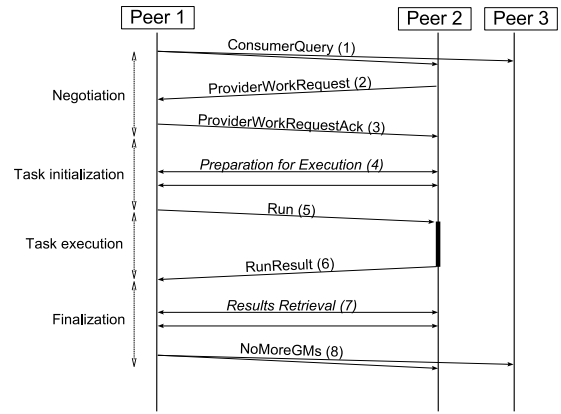 Peer 1
Peer 2
Peer 3
ConsumerQuery (1)
ProviderWorkRequest (2)
Negotiation
ProviderWorkRequestAck (3)
Preparation for Execution (4)
Task initialization
Run (5)
Task execution
RunResult (6)
Results Retrieval (7)
Finalization
NoMoreGMs (8)